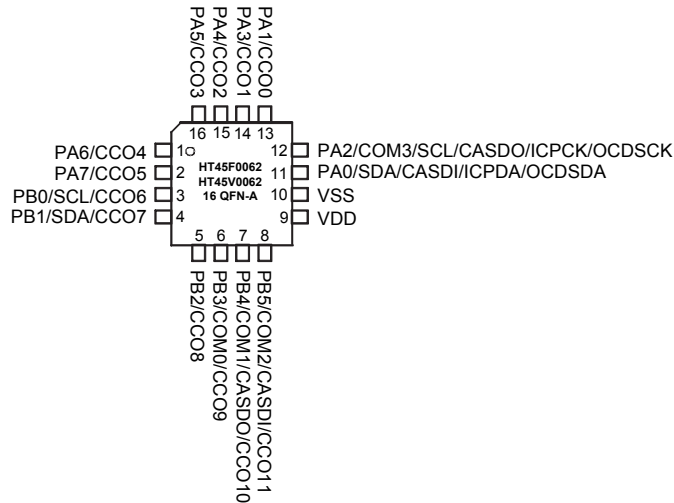 PA5/CCO3
PA4/CCO2
PA3/CCO1
PA1/CCO0
16 15 14 13
PA6/CCO4 1
PA7/CCO5 2
PB0/SCL/CCO6 3
PB1/SDA/CCO7 4
HT45F0062
HT45V0062
16 QFN-A
12 PA2/COM3/SCL/CASDO/ICPCK/OCDSCK
11 PA0/SDA/CASDI/ICPDA/OCDSDA
10 VSS
9 VDD
5 6 7 8
PB2/CCO8
PB3/COM0/CCO9
PB4/COM1/CASDO/CCO10
PB5/COM2/CASDI/CCO11